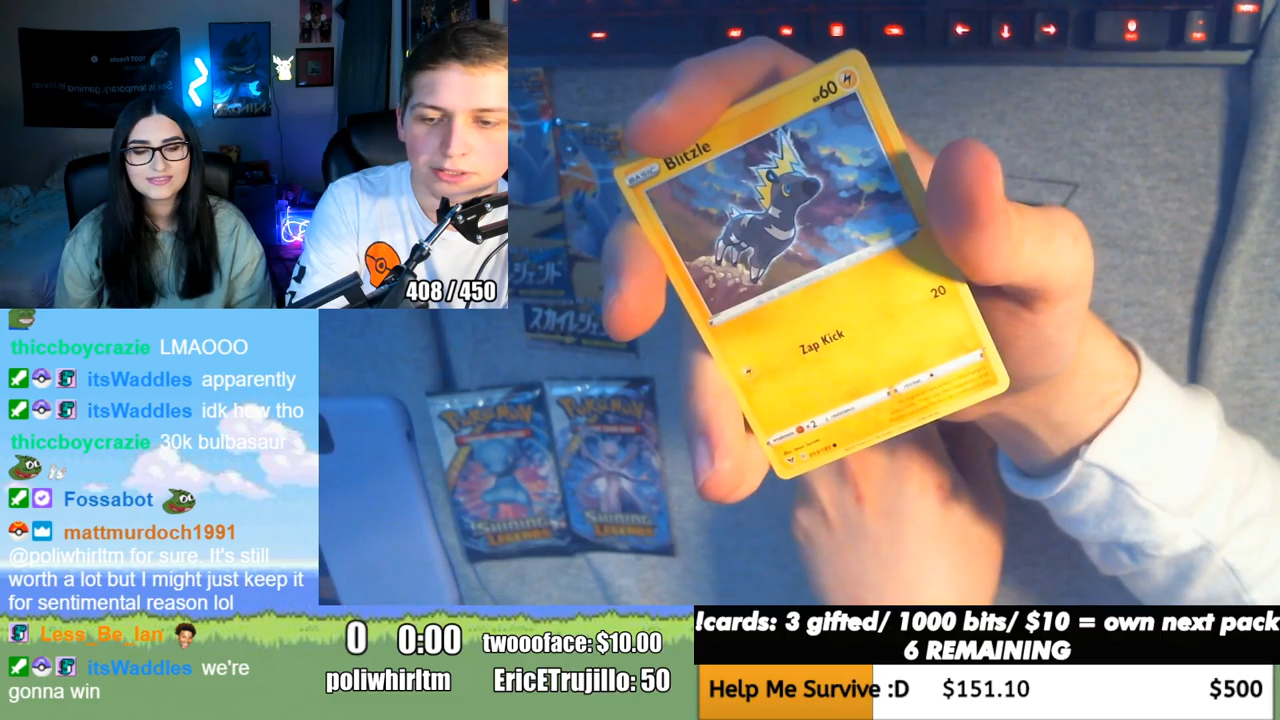 408 / 450
BASIC Blitzle
HP60
Zap Kick
20
weakness ×2
Pokémon
Pokémon
SHINING
LEGENDS
SHINING
LEGENDS
thiccboycrazie LMAOOO
itsWaddles apparently
itsWaddles idk how tho
thiccboycrazie 30k bulbasaur
Fossabot
mattmurdoch1991
@poliwhirltm for sure. It's still
worth a lot but I might just keep it
for sentimental reason lol
Less_Be_Ian
itsWaddles we're
gonna win
0 0:00 twoooface: $10.00
poliwhirltm EricETrujillo: 50
!cards: 3 gifted/ 1000 bits/ $10 = own next pack
6 REMAINING
Help Me Survive :D $151.10 $500